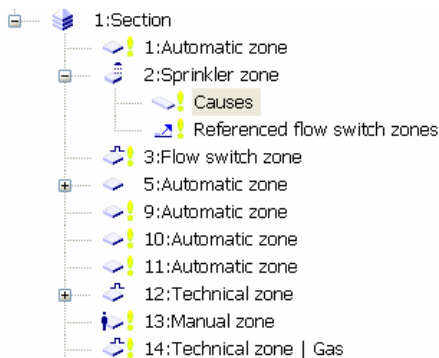 1:Section
1:Automatic zone
2:Sprinkler zone
Causes
Referenced flow switch zones
3:Flow switch zone
5:Automatic zone
9:Automatic zone
10:Automatic zone
11:Automatic zone
12:Technical zone
13:Manual zone
14:Technical zone | Gas